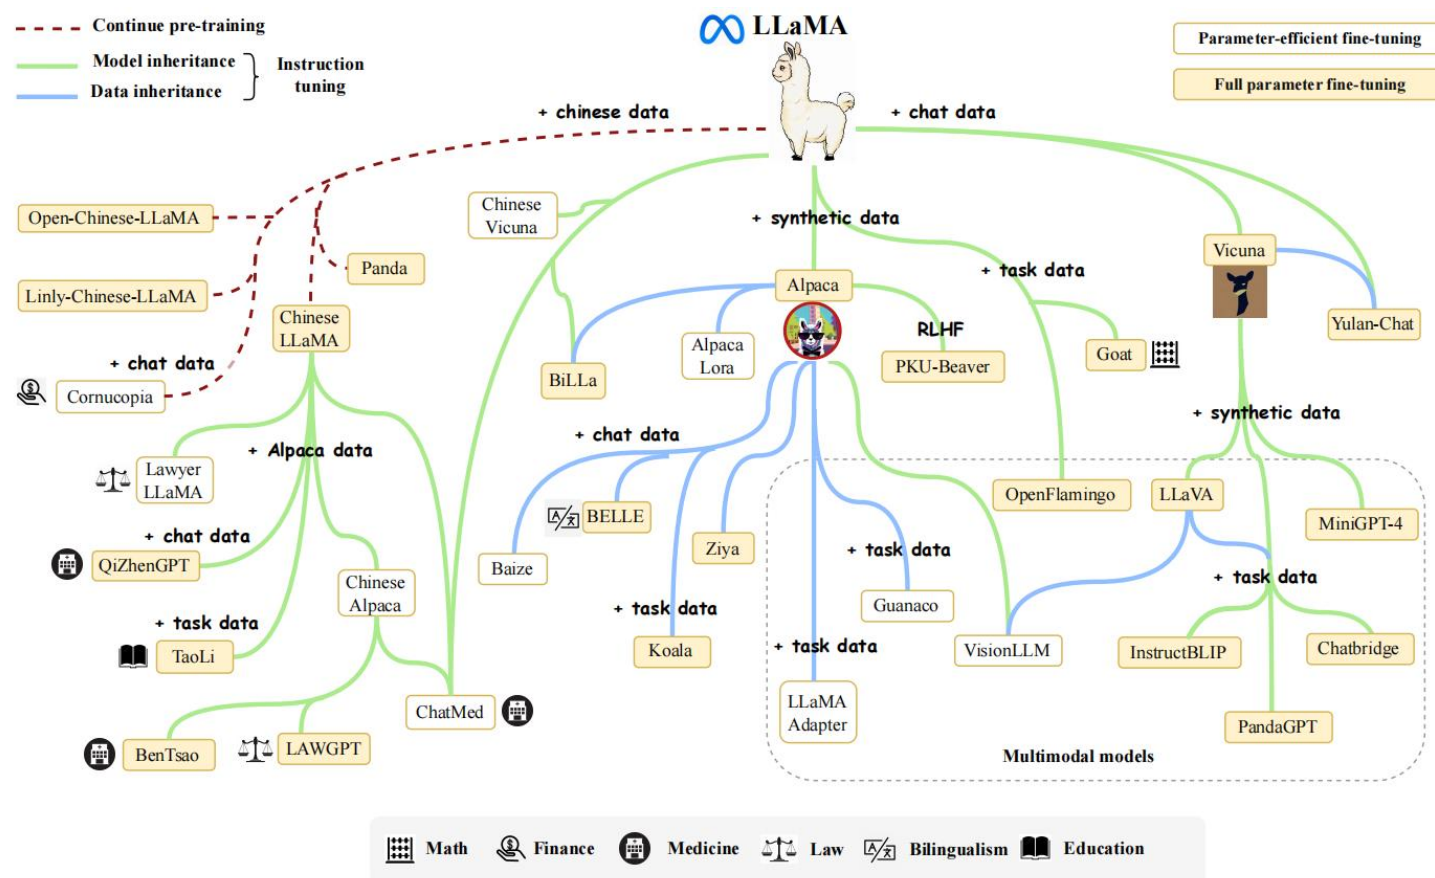 Continue pre-training
Model inheritance
Data inheritance
Instruction
tuning
LLaMA
Parameter-efficient fine-tuning
Full parameter fine-tuning
+ chinese data
+ chat data
Open-Chinese-LLaMA
Linly-Chinese-LLaMA
Panda
Chinese
LLaMA
+ chat data
Cornucopia
Chinese
Vicuna
+ synthetic data
+ task data
Alpaca
Vicuna
Yulan-Chat
BiLLa
Alpaca
Lora
RLHF
PKU-Beaver
Goat
+ synthetic data
+ Alpaca data
Lawyer
LLaMA
+ chat data
QiZhenGPT
Chinese
Alpaca
+ task data
TaoLi
BenTsao
LAWGPT
ChatMed
+ chat data
BELLE
Baize
Ziya
+ task data
Koala
OpenFlamingo
LLaVA
MiniGPT-4
+ task data
Guanaco
+ task data
LLaMA
Adapter
VisionLLM
+ task data
InstructBLIP
Chatbridge
PandaGPT
Multimodal models
Math
Finance
Medicine
Law
Bilingualism
Education